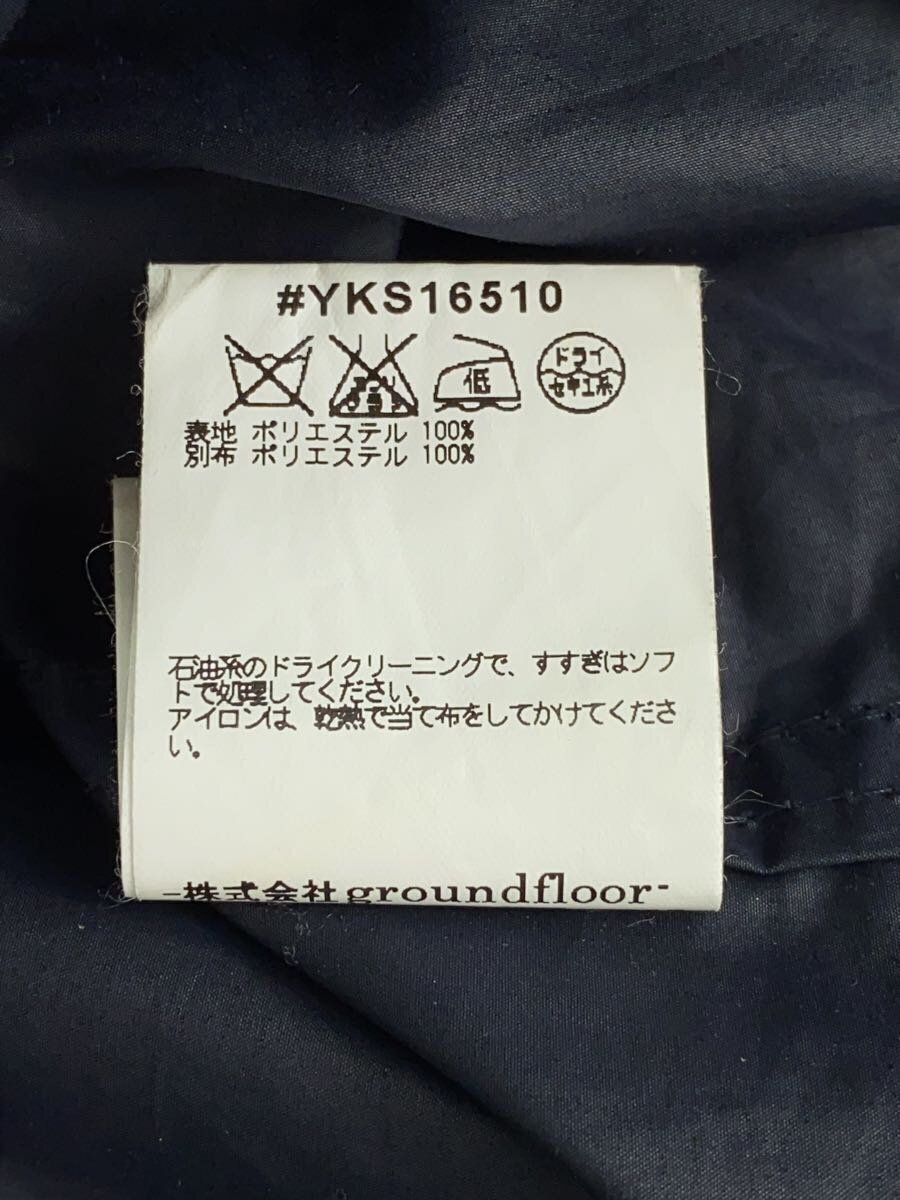 #YKS16510
低
ドライ
セキユ系
表地 ポリエステル 100%
別布 ポリエステル 100%
石油系のドライクリーニングで、すすぎはソフ
トで処理してください。
アイロンは、乾熱で当て布をしてかけてくださ
い。
-株式会社groundfloor-